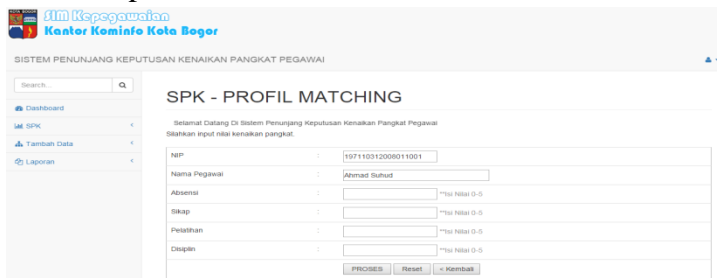 SIM Kepegawaian
Kantor Kominfo Kota Bogor
SISTEM PENUNJANG KEPUTUSAN KENAIKAN PANGKAT PEGAWAI
Search...
Dashboard
SPK
Tambah Data
Laporan
SPK - PROFIL MATCHING
Selamat Datang Di Sistem Penunjang Keputusan Kenaikan Pangkat Pegawai
Silahkan Input nilai kenaikan pangkat.
NIP : 197110312008011001
Nama Pegawai : Ahmad Suhud
Absensi : **Isi Nilai 0-5
Sikap : **Isi Nilai 0-5
Pelatihan : **Isi Nilai 0-5
Disiplin : **Isi Nilai 0-5
PROSES Reset « Kembali